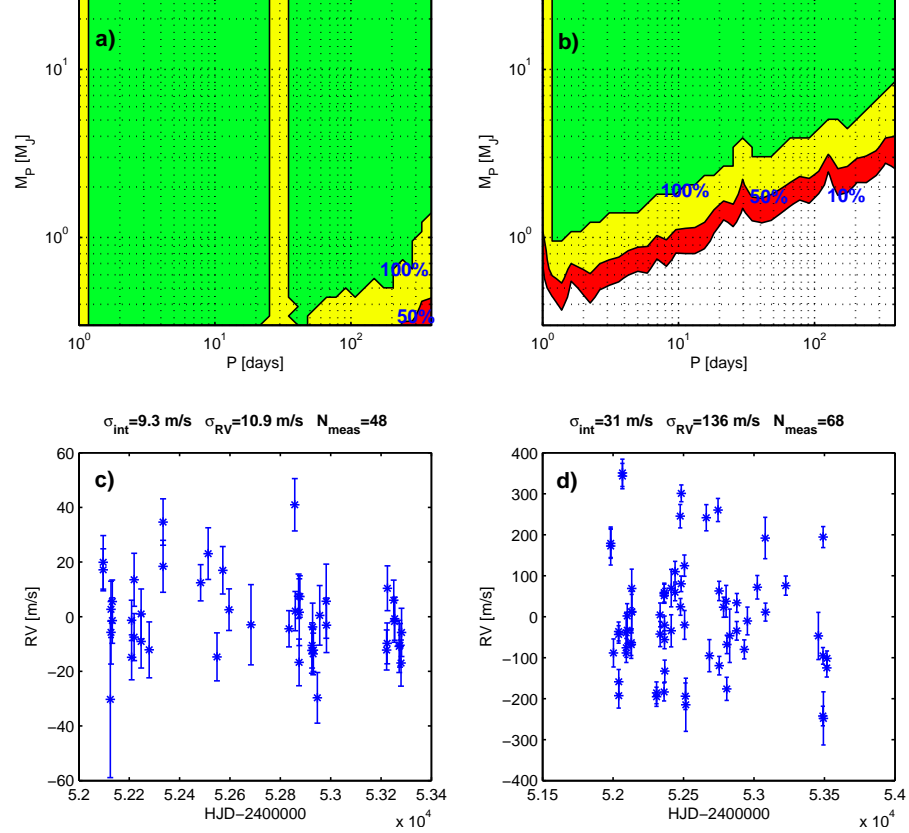 a)
10^1
10^0
M_P [M_J]
100%
50%
10^0
10^1
10^2
P [days]
b)
10^1
10^0
M_P [M_J]
100%
50%
10%
10^0
10^1
10^2
P [days]
σ_int=9.3 m/s σ_RV=10.9 m/s N_meas=48
c)
60
40
20
0
−20
−40
−60
RV [m/s]
5.2
5.22
5.24
5.26
5.28
5.3
5.32
5.34
HJD−2400000
x 10^4
σ_int=31 m/s σ_RV=136 m/s N_meas=68
d)
400
300
200
100
0
−100
−200
−300
−400
RV [m/s]
5.15
5.2
5.25
5.3
5.35
5.4
HJD−2400000
x 10^4